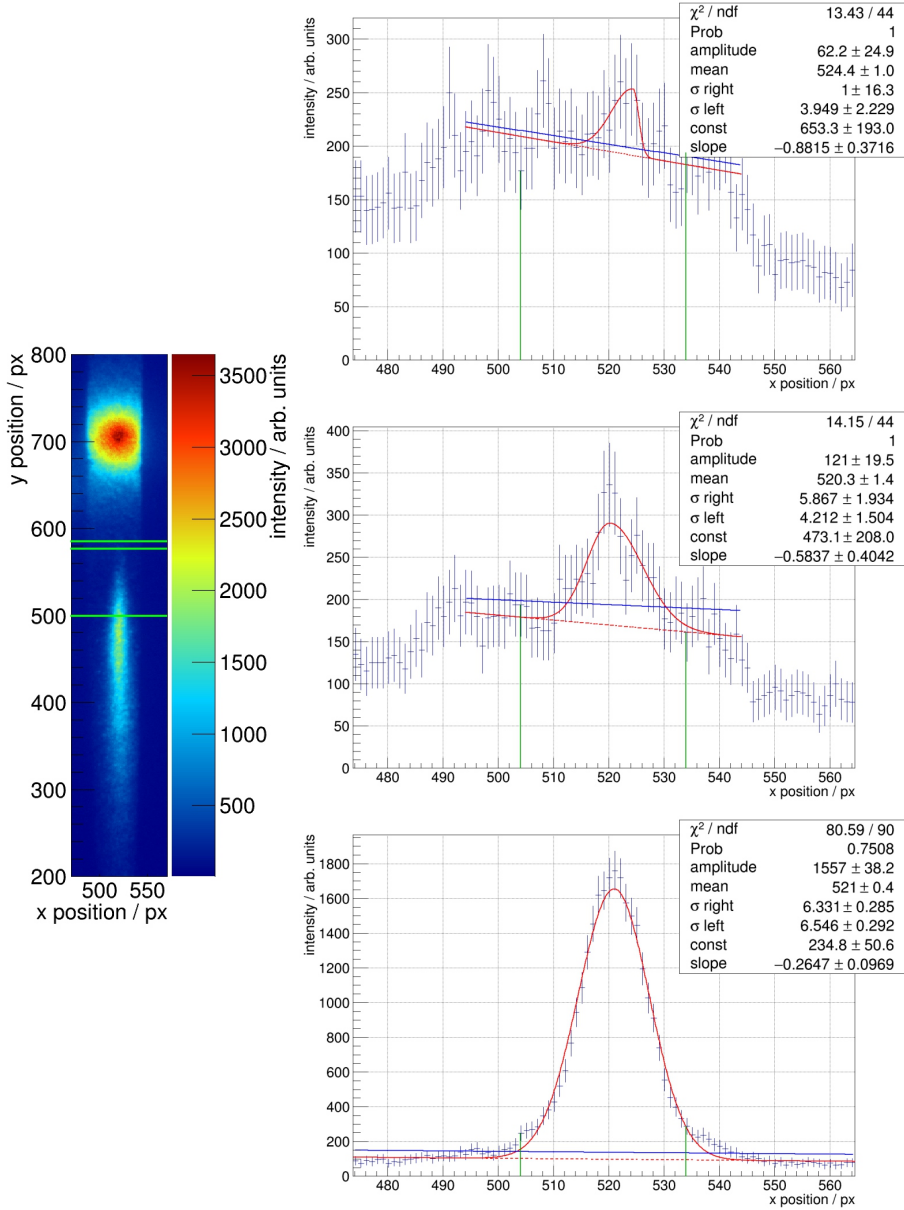 χ² / ndf 13.43 / 44
Prob 1
amplitude 62.2 ± 24.9
mean 524.4 ± 1.0
σ right 1 ± 16.3
σ left 3.949 ± 2.229
const 653.3 ± 193.0
slope −0.8815 ± 0.3716
intensity / arb. units
300
250
200
150
100
50
0
480 490 500 510 520 530 540 550 560
x position / px
y position / px
800
700
600
500
400
300
200
500 550
x position / px
intensity / arb. units
3500
3000
2500
2000
1500
1000
500
χ² / ndf 14.15 / 44
Prob 1
amplitude 121 ± 19.5
mean 520.3 ± 1.4
σ right 5.867 ± 1.934
σ left 4.212 ± 1.504
const 473.1 ± 208.0
slope −0.5837 ± 0.4042
intensity / arb. units
400
350
300
250
200
150
100
50
0
480 490 500 510 520 530 540 550 560
x position / px
χ² / ndf 80.59 / 90
Prob 0.7508
amplitude 1557 ± 38.2
mean 521 ± 0.4
σ right 6.331 ± 0.285
σ left 6.546 ± 0.292
const 234.8 ± 50.6
slope −0.2647 ± 0.0969
intensity / arb. units
1800
1600
1400
1200
1000
800
600
400
200
0
480 490 500 510 520 530 540 550 560
x position / px